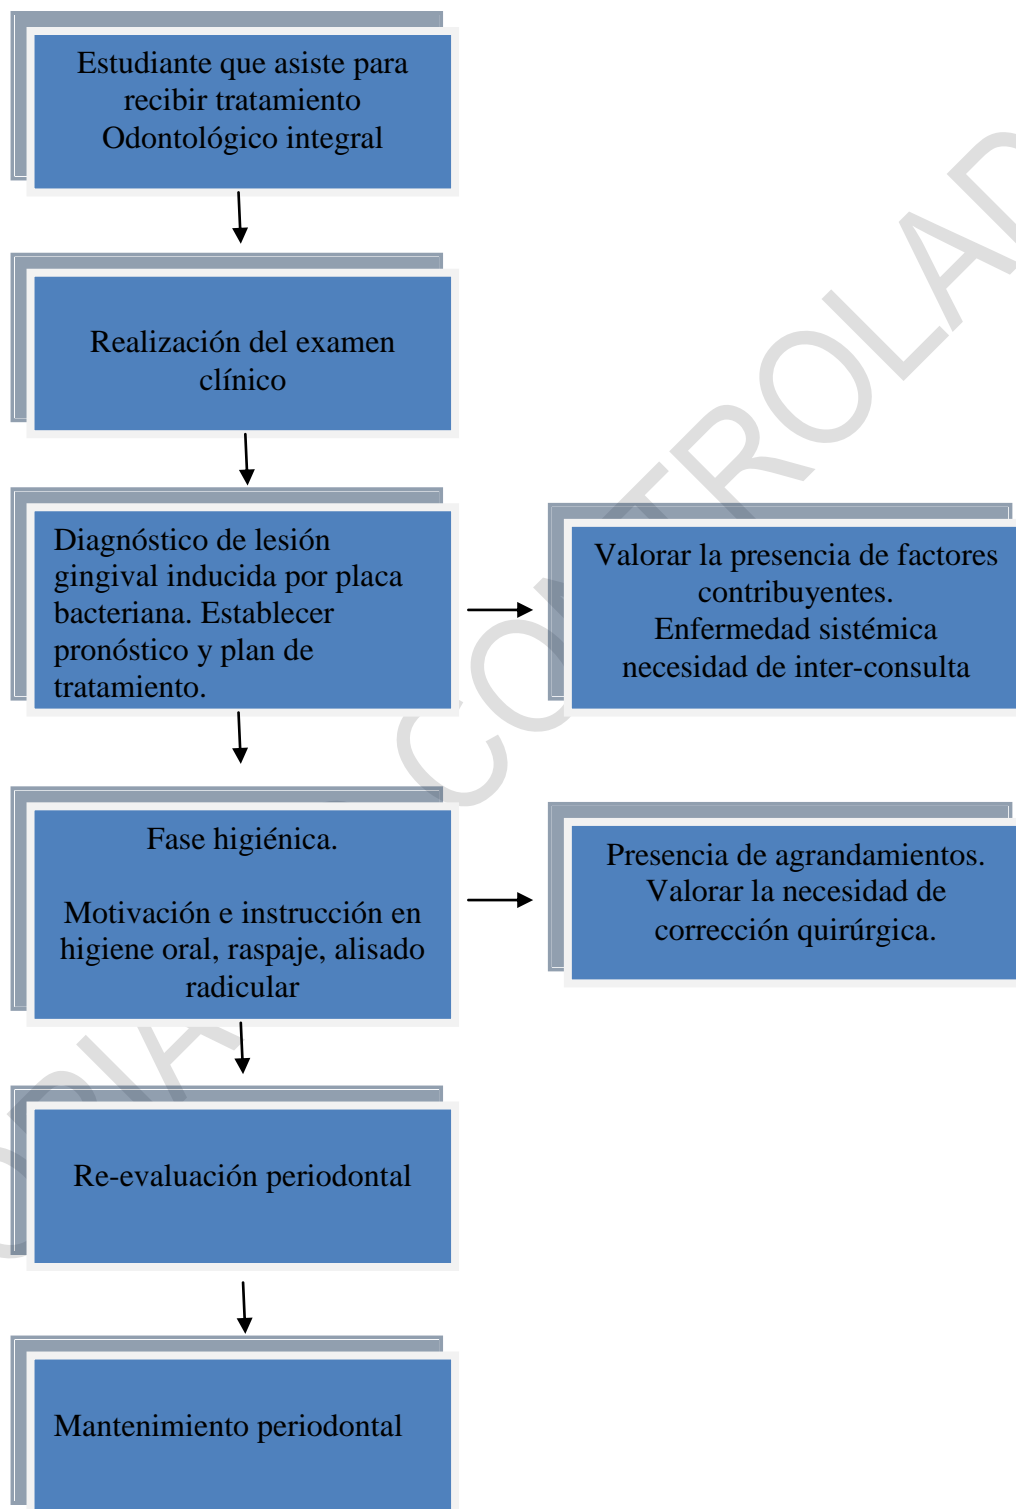 Estudiante que asiste para
recibir tratamiento
Odontológico integral
Realización del examen
clínico
Diagnóstico de lesión
gingival inducida por placa
bacteriana. Establecer
pronóstico y plan de
tratamiento.
Valorar la presencia de factores
contribuyentes.
Enfermedad sistémica
necesidad de inter-consulta
Fase higiénica.
Motivación e instrucción en
higiene oral, raspaje, alisado
radicular
Presencia de agrandamientos.
Valorar la necesidad de
corrección quirúrgica.
Re-evaluación periodontal
Mantenimiento periodontal